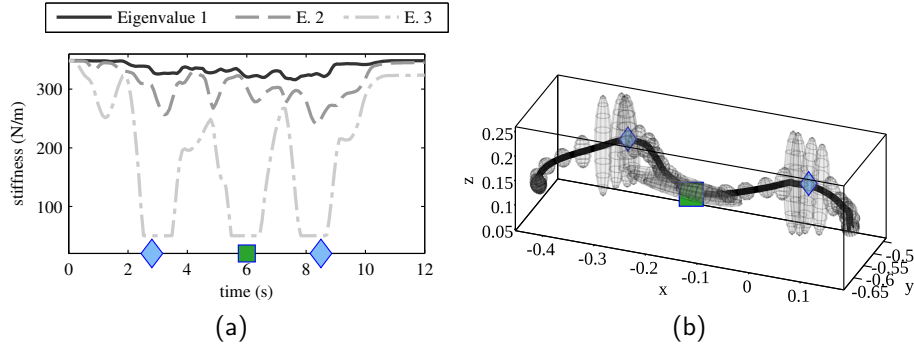 Eigenvalue 1 E. 2 E. 3
300
200
100
stiffness (N/m)
0 2 4 6 8 10 12
time (s)
(a)
0.25
0.2
0.15
0.1
0.05
z
-0.4
-0.3
-0.2
-0.1
0
0.1
x
-0.5
-0.55
-0.6
-0.65
y
(b)